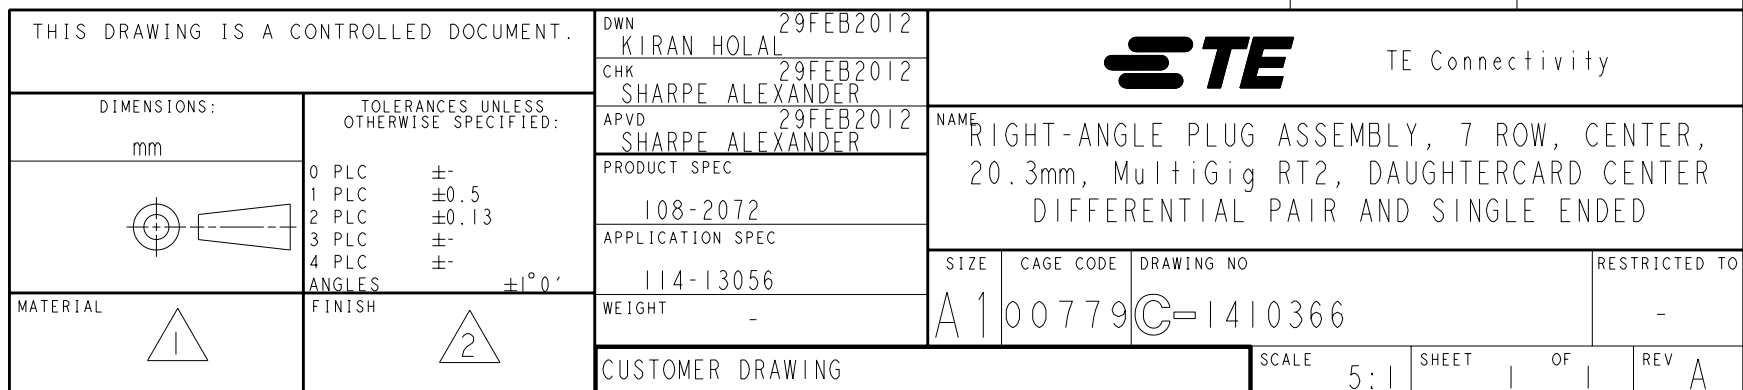 THIS DRAWING IS A CONTROLLED DOCUMENT.
DIMENSIONS:
mm
TOLERANCES UNLESS
OTHERWISE SPECIFIED:
0 PLC ±-
1 PLC ±0.5
2 PLC ±0.13
3 PLC ±-
4 PLC ±-
ANGLES ±1°0'
MATERIAL
1
FINISH
2
DWN 29FEB2012
KIRAN HOLAL
CHK 29FEB2012
SHARPE ALEXANDER
APVD 29FEB2012
SHARPE ALEXANDER
PRODUCT SPEC
108-2072
APPLICATION SPEC
114-13056
WEIGHT
-
CUSTOMER DRAWING
TE TE Connectivity
NAME
RIGHT-ANGLE PLUG ASSEMBLY, 7 ROW, CENTER,
20.3mm, MultiGig RT2, DAUGHTERCARD CENTER
DIFFERENTIAL PAIR AND SINGLE ENDED
SIZE CAGE CODE DRAWING NO RESTRICTED TO
A1 00779 C-1410366 -
SCALE 5:1 SHEET 1 OF 1 REV A